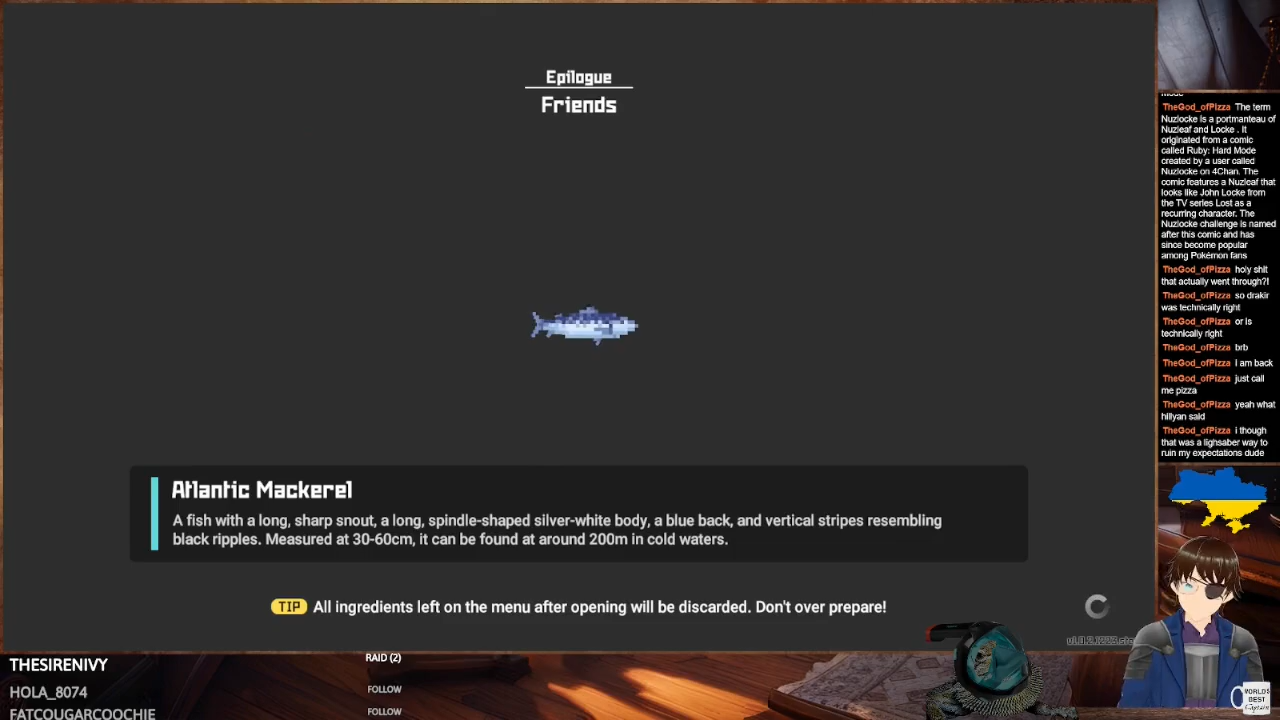 Epilogue
Friends
Atlantic Mackerel
A fish with a long, sharp snout, a long, spindle-shaped silver-white body, a blue back, and vertical stripes resembling
black ripples. Measured at 30-60cm, it can be found at around 200m in cold waters.
TIP All ingredients left on the menu after opening will be discarded. Don't over prepare!
TheGod_ofPizza The term
Nuzlocke is a portmanteau of
Nuzleaf and Locke . It
originated from a comic
called Ruby: Hard Mode
created by a user called
Nuzlocke on 4Chan. The
comic features a Nuzleaf that
looks like John Locke from
the TV series Lost as a
recurring character. The
Nuzlocke challenge is named
after this comic and has
since become popular
among Pokémon fans
TheGod_ofPizza holy shit
that actually went through?!
TheGod_ofPizza so drakir
was technically right
TheGod_ofPizza or is
technically right
TheGod_ofPizza brb
TheGod_ofPizza I am back
TheGod_ofPizza just call
me pizza
TheGod_ofPizza yeah what
hillyan said
TheGod_ofPizza i though
that was a lighsaber way to
ruin my expectations dude
THESIRENIVY
RAID (2)
HOLA_8074
FOLLOW
FATCOUGARCOOCHIE
FOLLOW
WORLD'S
BEST
Captain